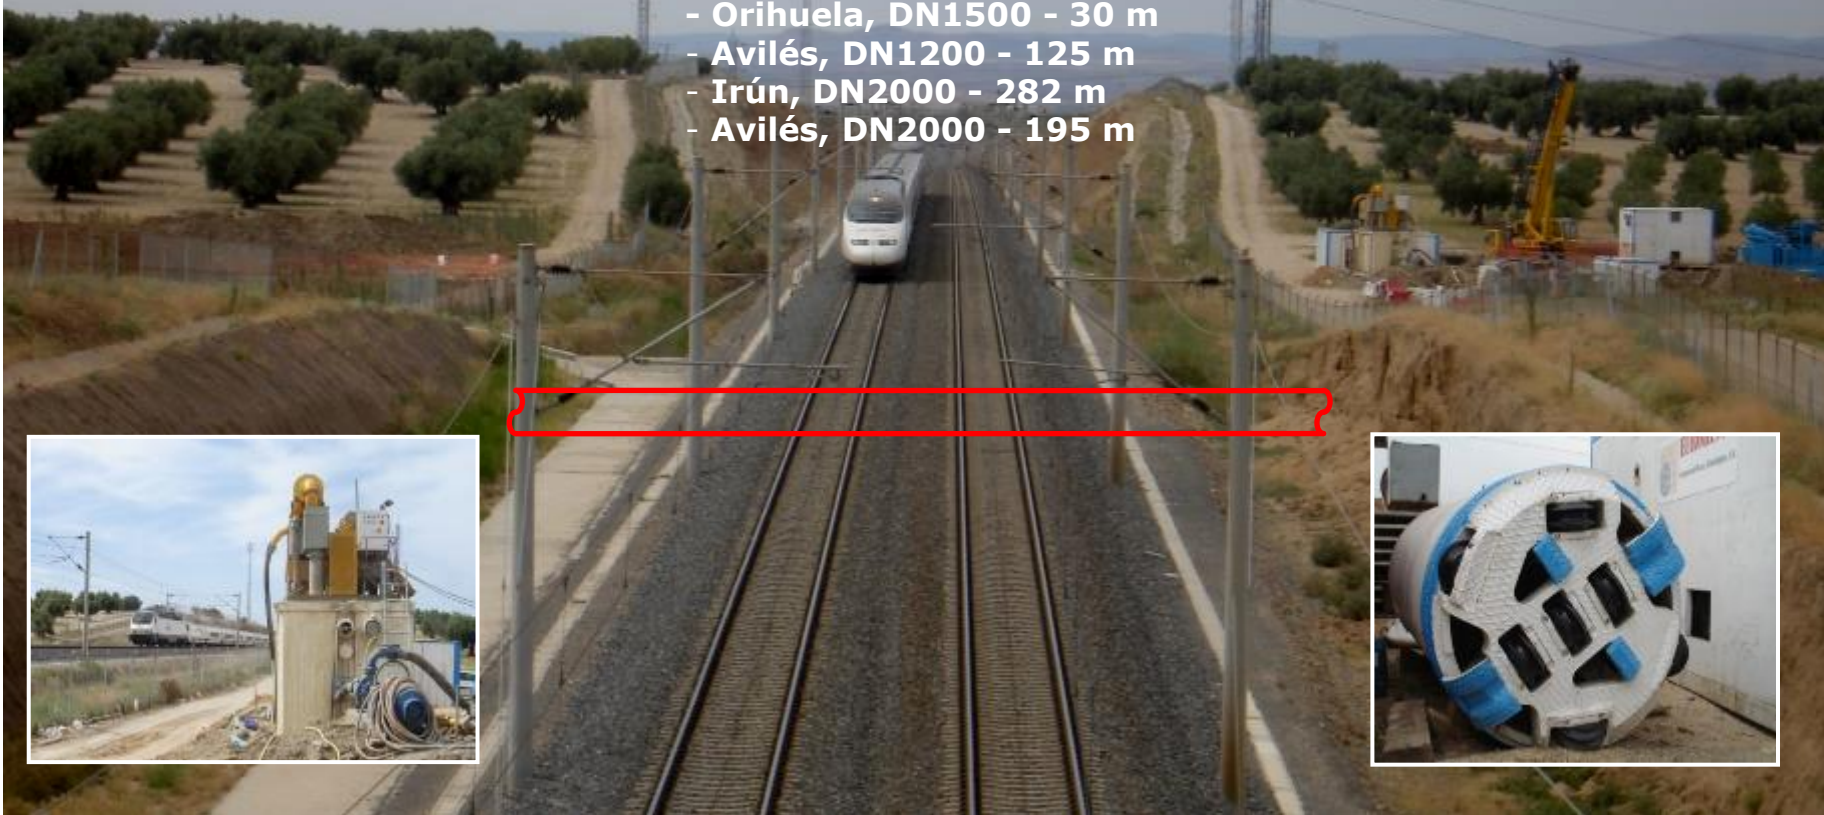 - Orihuela, DN1500 - 30 m
- Avilés, DN1200 - 125 m
- Irún, DN2000 - 282 m
- Avilés, DN2000 - 195 m